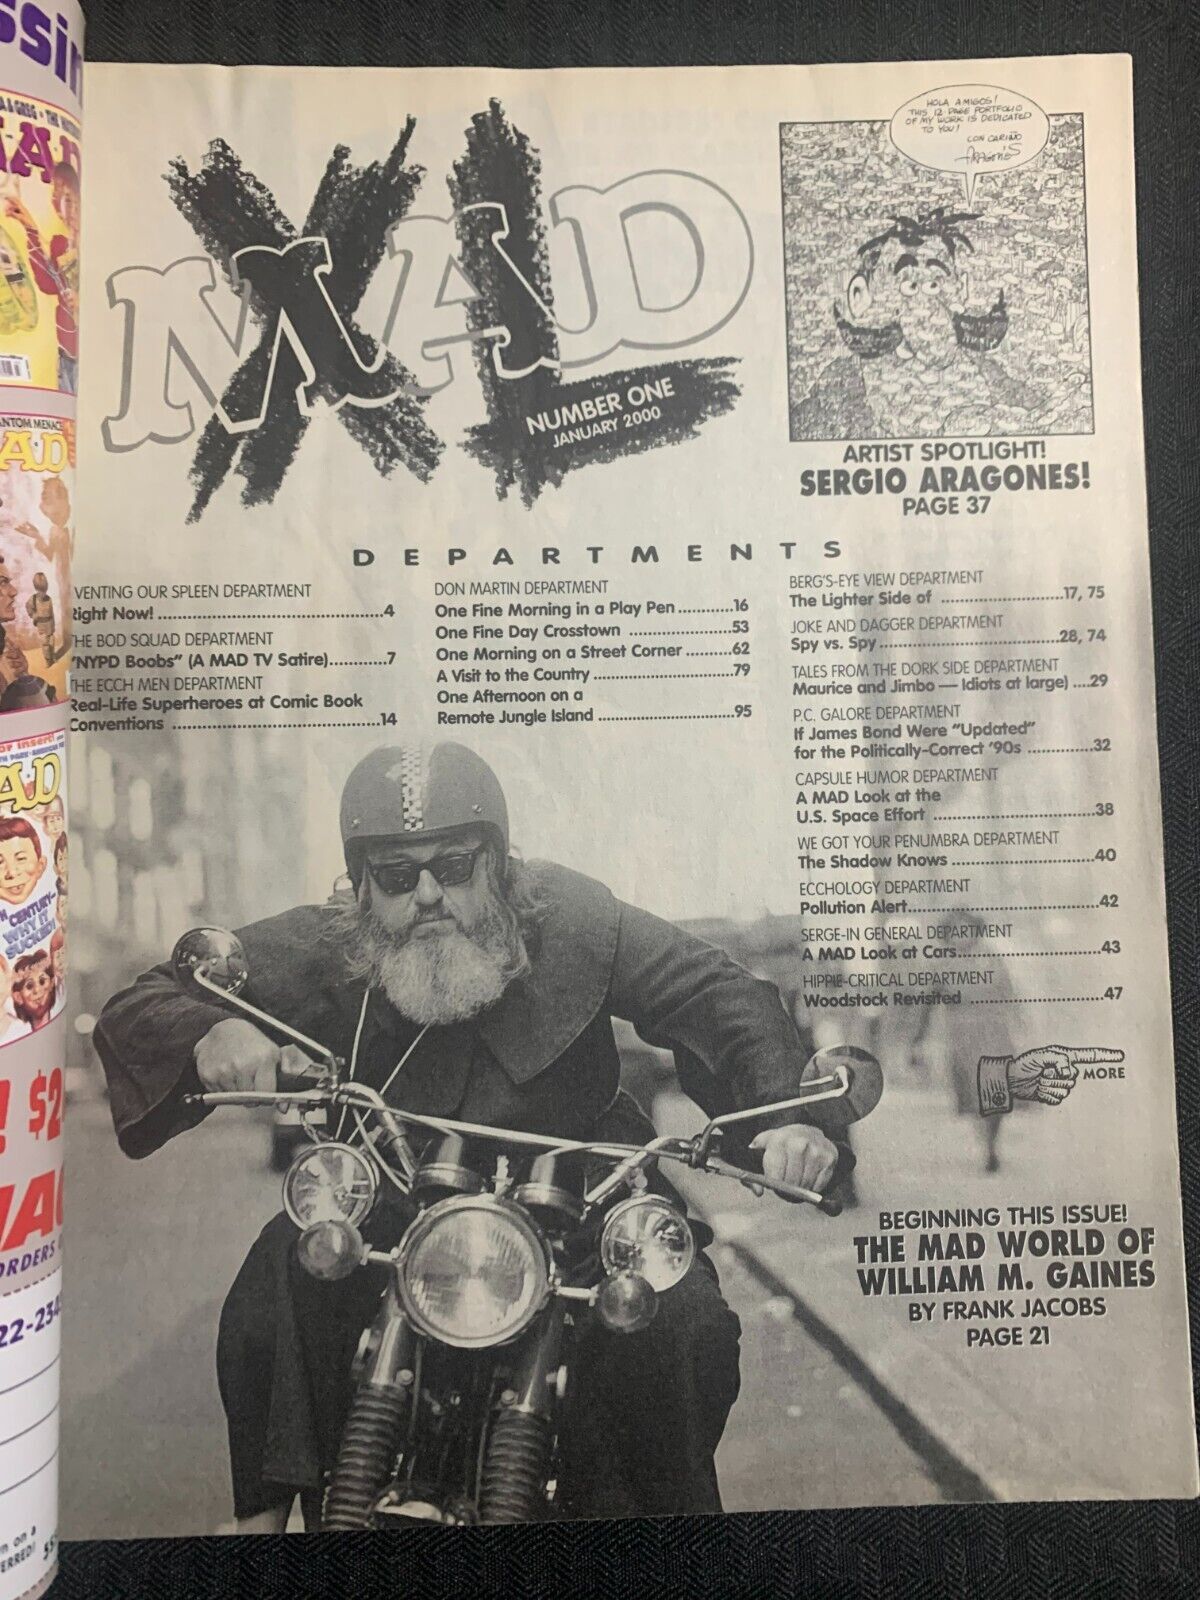 MAD
XL
NUMBER ONE
JANUARY 2000
HOLA AMIGOS!
THIS 12 PAGE PORTFOLIO
OF MY WORK IS DEDICATED
TO YOU!
CON CARIÑO
ARAGONÉS
ARTIST SPOTLIGHT!
SERGIO ARAGONES!
PAGE 37
DEPARTMENTS
VENTING OUR SPLEEN DEPARTMENT
Right Now! ..........4
THE BOD SQUAD DEPARTMENT
"NYPD Boobs" (A MAD TV Satire)..........7
THE ECCH MEN DEPARTMENT
Real-Life Superheroes at Comic Book
Conventions ..........14
DON MARTIN DEPARTMENT
One Fine Morning in a Play Pen ..........16
One Fine Day Crosstown ..........53
One Morning on a Street Corner ..........62
A Visit to the Country ..........79
One Afternoon on a
Remote Jungle Island ..........95
BERG'S-EYE VIEW DEPARTMENT
The Lighter Side of ..........17, 75
JOKE AND DAGGER DEPARTMENT
Spy vs. Spy..........28, 74
TALES FROM THE DORK SIDE DEPARTMENT
Maurice and Jimbo — Idiots at large) ....29
P.C. GALORE DEPARTMENT
If James Bond Were "Updated"
for the Politically-Correct '90s ..........32
CAPSULE HUMOR DEPARTMENT
A MAD Look at the
U.S. Space Effort ..........38
WE GOT YOUR PENUMBRA DEPARTMENT
The Shadow Knows ..........40
ECCHOLOGY DEPARTMENT
Pollution Alert..........42
SERGE-IN GENERAL DEPARTMENT
A MAD Look at Cars..........43
HIPPIE-CRITICAL DEPARTMENT
Woodstock Revisited ..........47
MORE
BEGINNING THIS ISSUE!
THE MAD WORLD OF
WILLIAM M. GAINES
BY FRANK JACOBS
PAGE 21
CENTURY—
WHY IT
SUCKED!